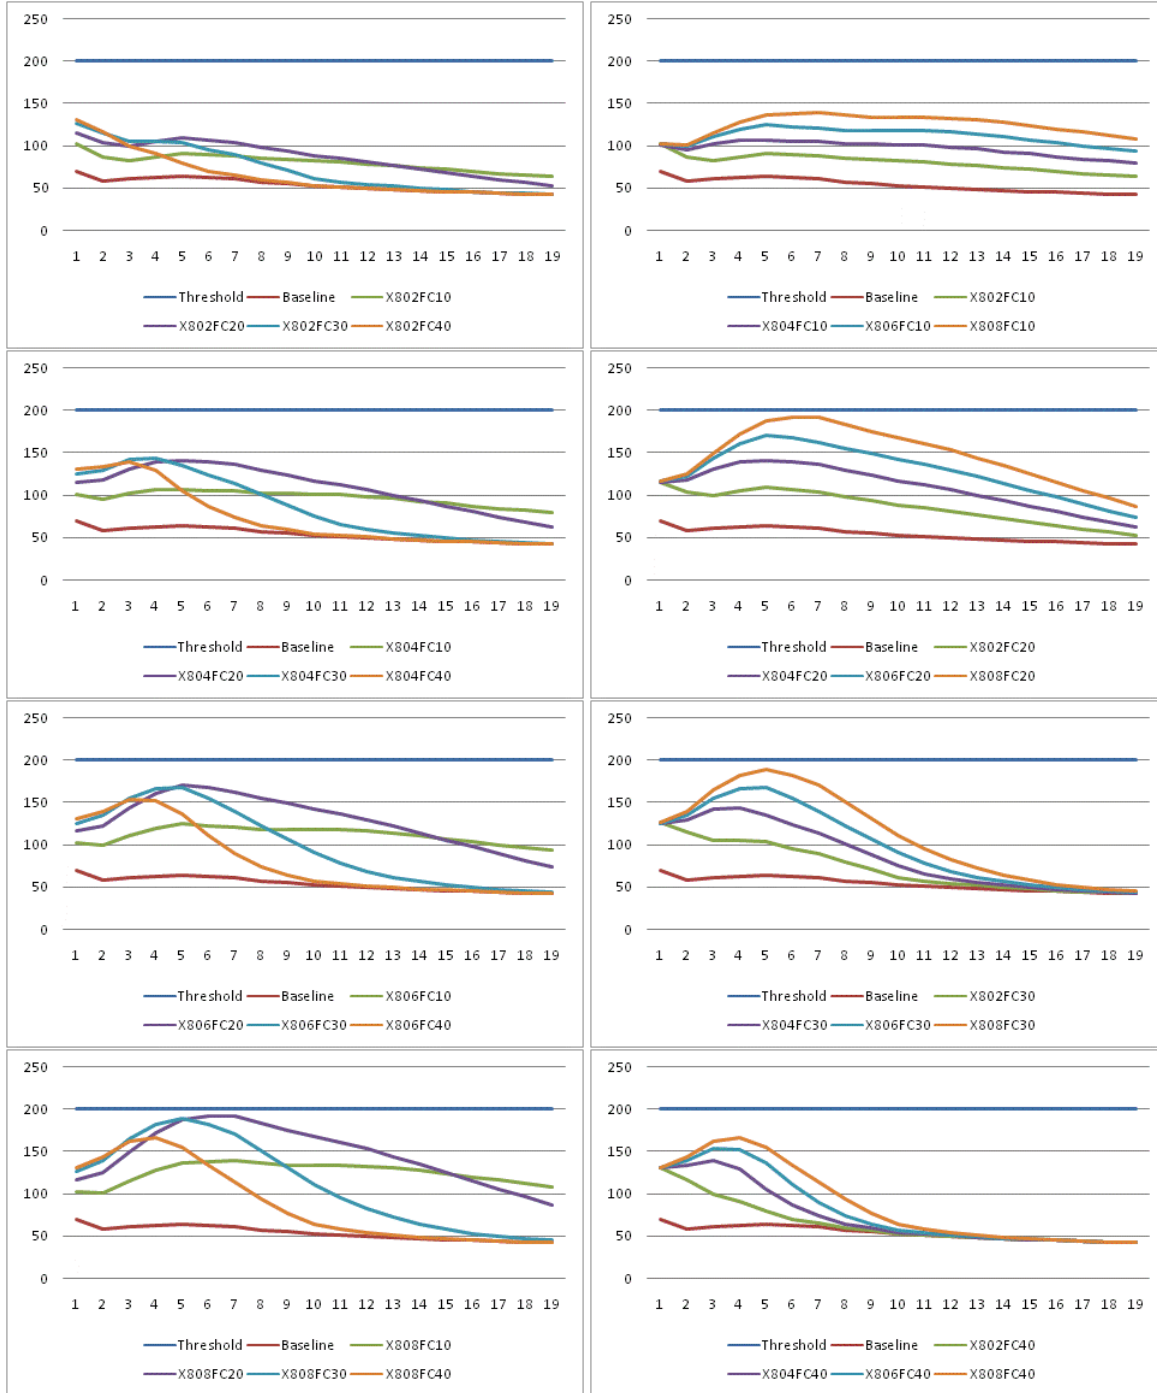 250
200
150
100
50
0
1 2 3 4 5 6 7 8 9 10 11 12 13 14 15 16 17 18 19
Threshold Baseline X802FC10
X802FC20 X802FC30 X802FC40
250
200
150
100
50
0
1 2 3 4 5 6 7 8 9 10 11 12 13 14 15 16 17 18 19
Threshold Baseline X802FC10
X804FC10 X806FC10 X808FC10
250
200
150
100
50
0
1 2 3 4 5 6 7 8 9 10 11 12 13 14 15 16 17 18 19
Threshold Baseline X804FC10
X804FC20 X804FC30 X804FC40
250
200
150
100
50
0
1 2 3 4 5 6 7 8 9 10 11 12 13 14 15 16 17 18 19
Threshold Baseline X802FC20
X804FC20 X806FC20 X808FC20
250
200
150
100
50
0
1 2 3 4 5 6 7 8 9 10 11 12 13 14 15 16 17 18 19
Threshold Baseline X806FC10
X806FC20 X806FC30 X806FC40
250
200
150
100
50
0
1 2 3 4 5 6 7 8 9 10 11 12 13 14 15 16 17 18 19
Threshold Baseline X802FC30
X804FC30 X806FC30 X808FC30
250
200
150
100
50
0
1 2 3 4 5 6 7 8 9 10 11 12 13 14 15 16 17 18 19
Threshold Baseline X808FC10
X808FC20 X808FC30 X808FC40
250
200
150
100
50
0
1 2 3 4 5 6 7 8 9 10 11 12 13 14 15 16 17 18 19
Threshold Baseline X802FC40
X804FC40 X806FC40 X808FC40